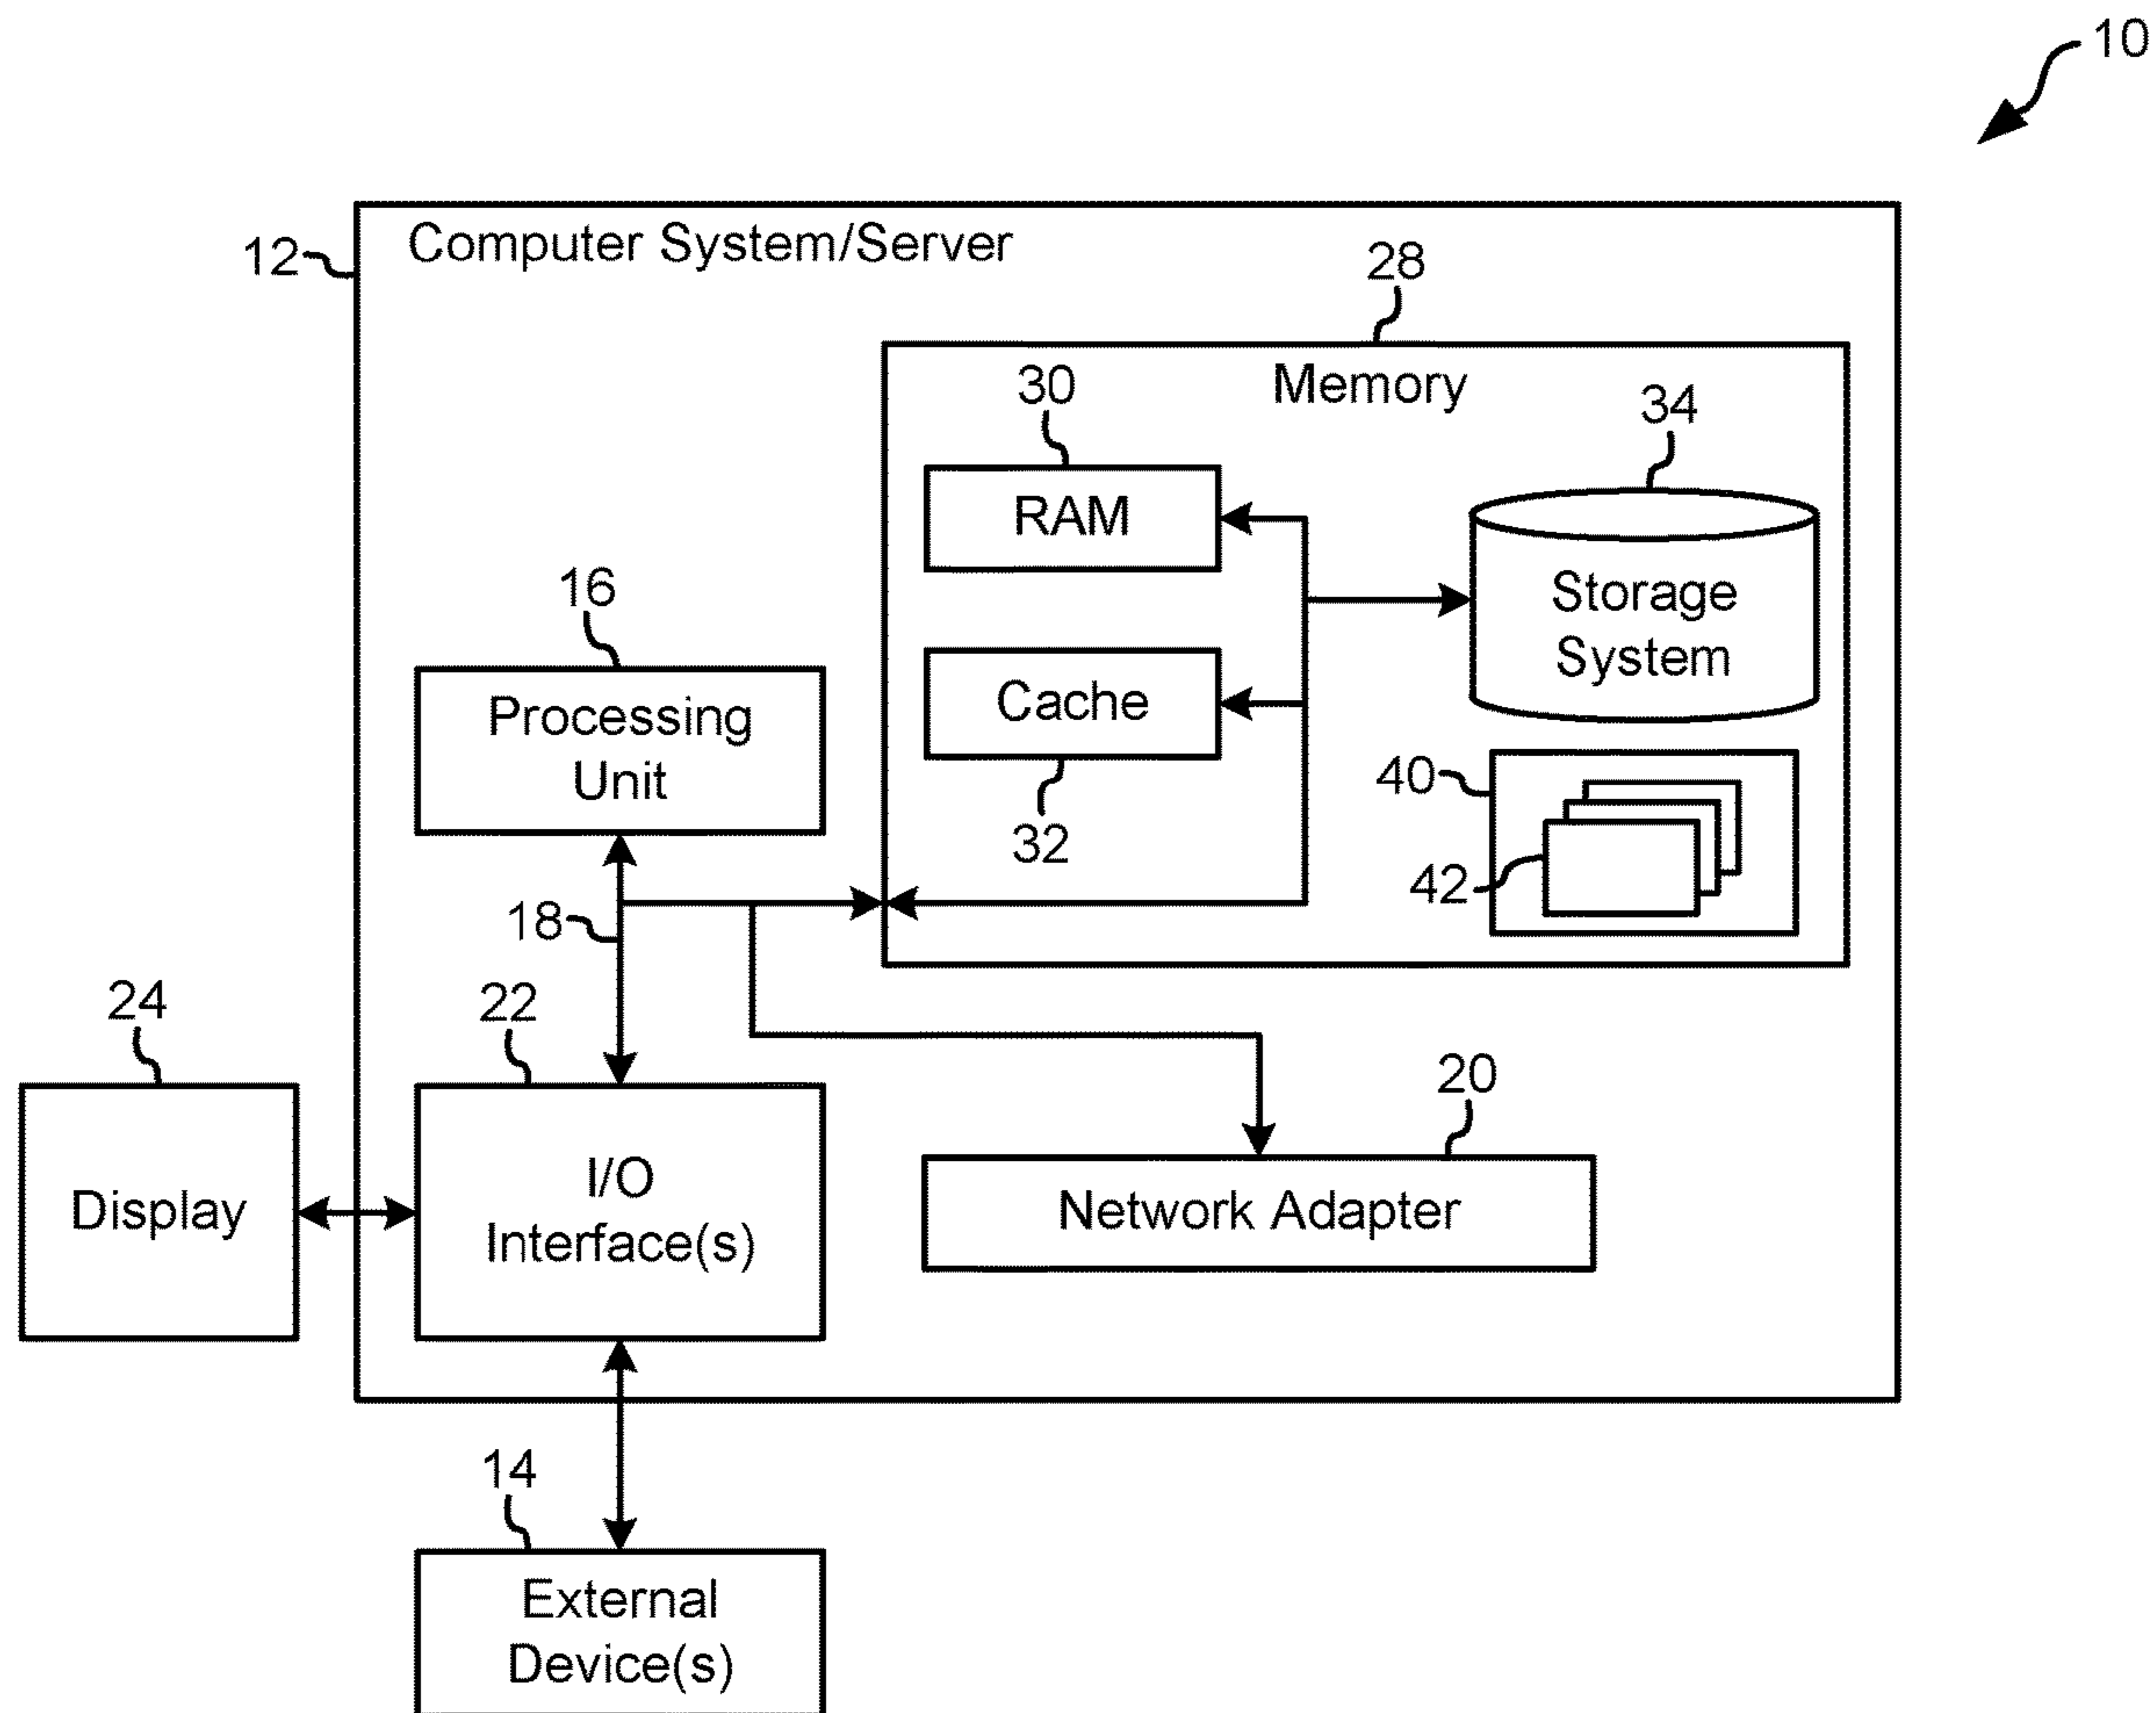 10
12
Computer System/Server
28
Memory
30
RAM
34
Storage
System
16
Processing
Unit
Cache
32
40
42
18
24
22
Display
I/O
Interface(s)
20
Network Adapter
14
External
Device(s)